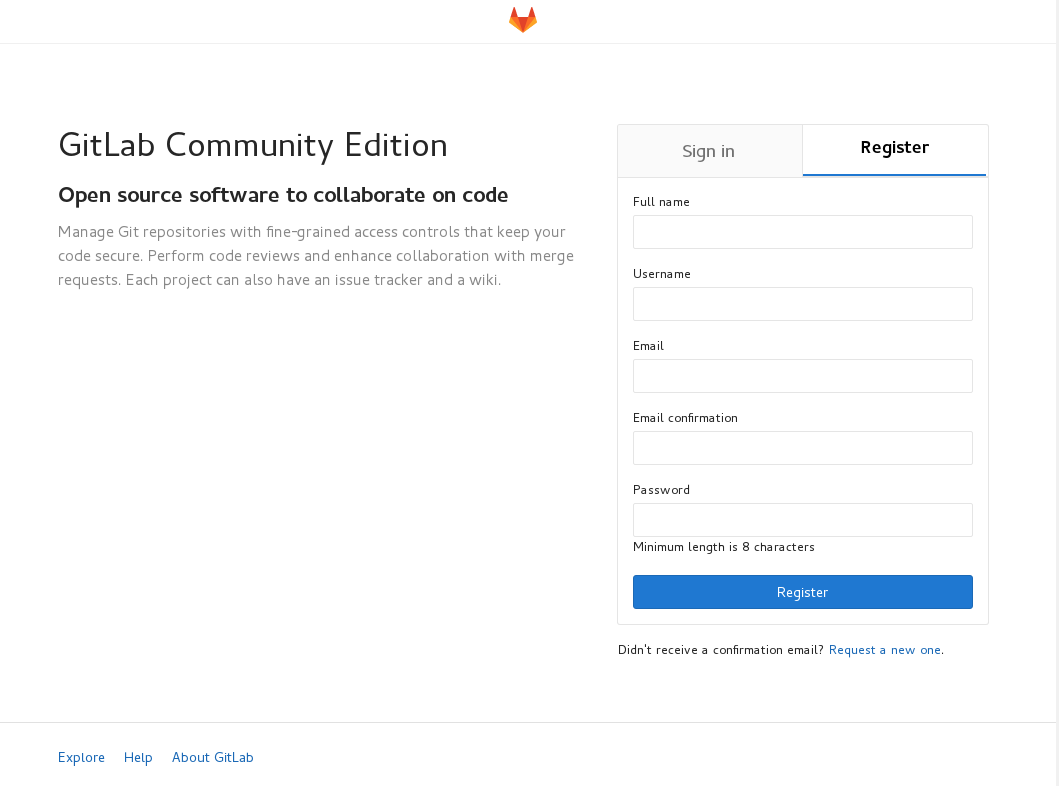 GitLab Community Edition
Open source software to collaborate on code
Manage Git repositories with fine-grained access controls that keep your
code secure. Perform code reviews and enhance collaboration with merge
requests. Each project can also have an issue tracker and a wiki.
Sign in
Register
Full name
Username
Email
Email confirmation
Password
Minimum length is 8 characters
Register
Didn't receive a confirmation email? Request a new one.
Explore Help About GitLab